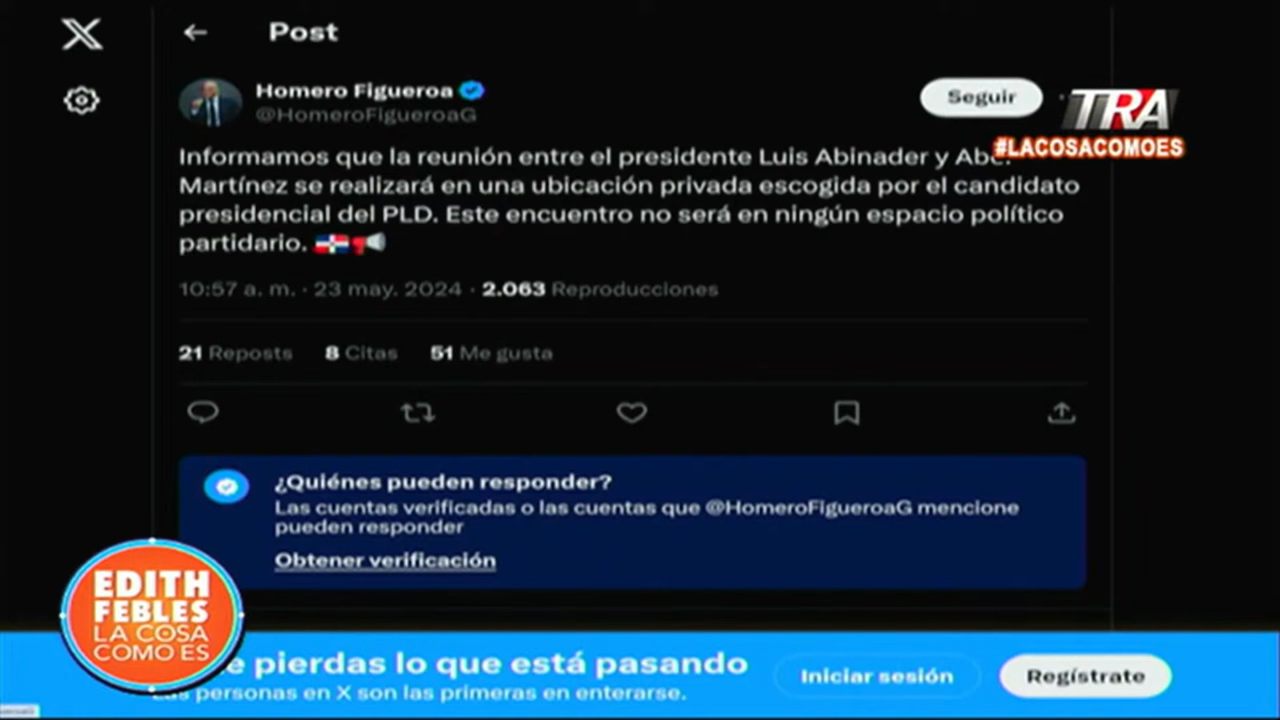 Post
Homero Figueroa
@HomeroFigueroaG
Seguir
TRA
#LACOSACOMOES
Informamos que la reunión entre el presidente Luis Abinader y
Martínez se realizará en una ubicación privada escogida por el candidato
presidencial del PLD. Este encuentro no será en ningún espacio político
partidario.
10:57 a. m. · 23 may. 2024 · 2.063 Reproducciones
21 Reposts 8 Citas 51 Me gusta
¿Quiénes pueden responder?
Las cuentas verificadas o las cuentas que @HomeroFigueroaG mencione
pueden responder
Obtener verificación
EDITH
FEBLES
LA COSA
COMO ES
pierdas lo que está pasando
personas en X son las primeras en enterarse.
Iniciar sesión
Regístrate